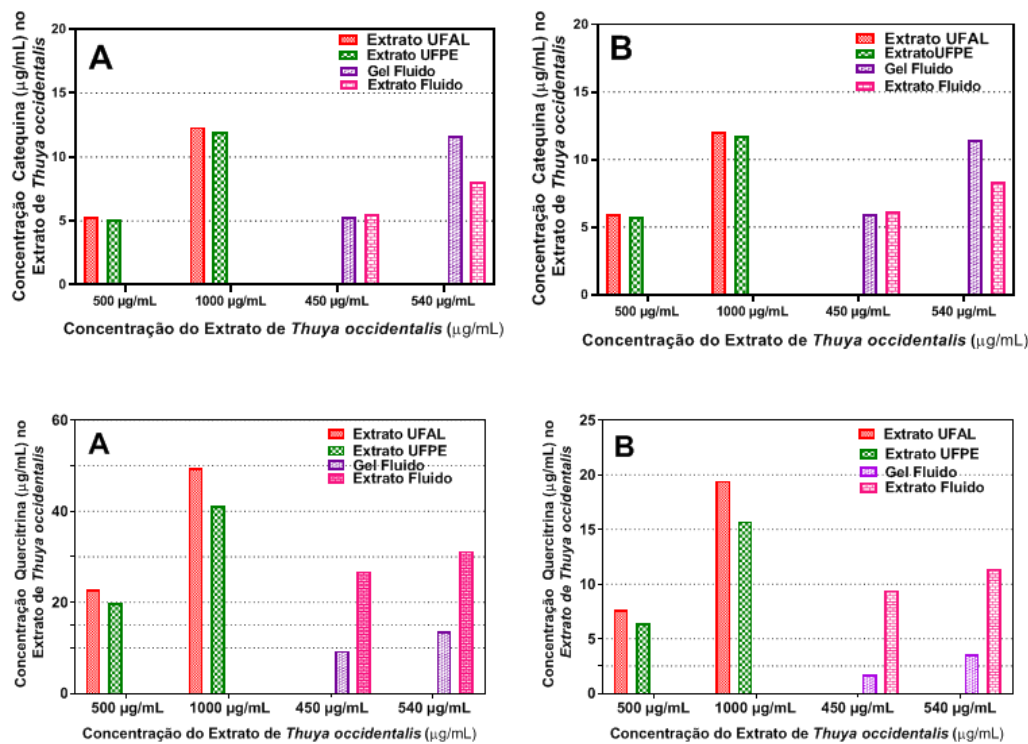 Concentração Catequina (µg/mL) no
Extrato de Thuya occidentalis
20
15
10
5
0
A
Extrato UFAL
Extrato UFPE
Gel Fluido
Extrato Fluido
500 µg/mL
1000 µg/mL
450 µg/mL
540 µg/mL
Concentração do Extrato de Thuya occidentalis (µg/mL)
Concentração Catequina (µg/mL) no
Extrato de Thuya occidentalis
20
15
10
5
0
B
Extrato UFAL
ExtratoUFPE
Gel Fluido
Extrato Fluido
500 µg/mL
1000 µg/mL
450 µg/mL
540 µg/mL
Concentração do Extrato de Thuya occidentalis (µg/mL)
Concentração Quercitrina (µg/mL) no
Extrato de Thuya occidentalis
60
40
20
0
A
Extrato UFAL
Extrato UFPE
Gel Fluido
Extrato Fluido
500 µg/mL
1000 µg/mL
450 µg/mL
540 µg/mL
Concentração do Extrato de Thuya occidentalis (µg/mL)
Concentração Quercitrina (µg/mL) no
Extrato de Thuya occidentalis
25
20
15
10
5
0
B
Extrato UFAL
Extrato UFPE
Gel Fluido
Extrato Fluido
500 µg/mL
1000 µg/mL
450 µg/mL
540 µg/mL
Concentração do Extrato de Thuya occidentalis (µg/mL)